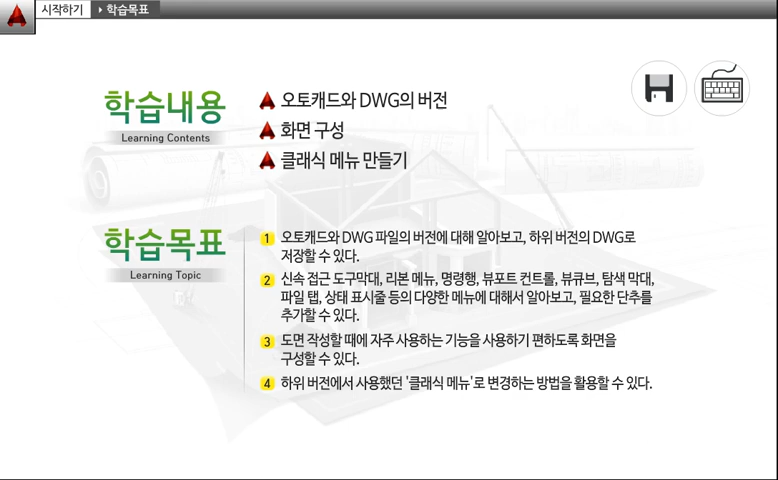 시작하기 학습목표
학습내용
Learning Contents
오토캐드와 DWG의 버전
화면 구성
클래식 메뉴 만들기
학습목표
Learning Topic
1 오토캐드와 DWG 파일의 버전에 대해 알아보고, 하위 버전의 DWG로
저장할 수 있다.
2 신속 접근 도구막대, 리본 메뉴, 명령행, 뷰포트 컨트롤, 뷰큐브, 탐색 막대,
파일 탭, 상태 표시줄 등의 다양한 메뉴에 대해서 알아보고, 필요한 단추를
추가할 수 있다.
3 도면 작성할 때에 자주 사용하는 기능을 사용하기 편하도록 화면을
구성할 수 있다.
4 하위 버전에서 사용했던 '클래식 메뉴'로 변경하는 방법을 활용할 수 있다.